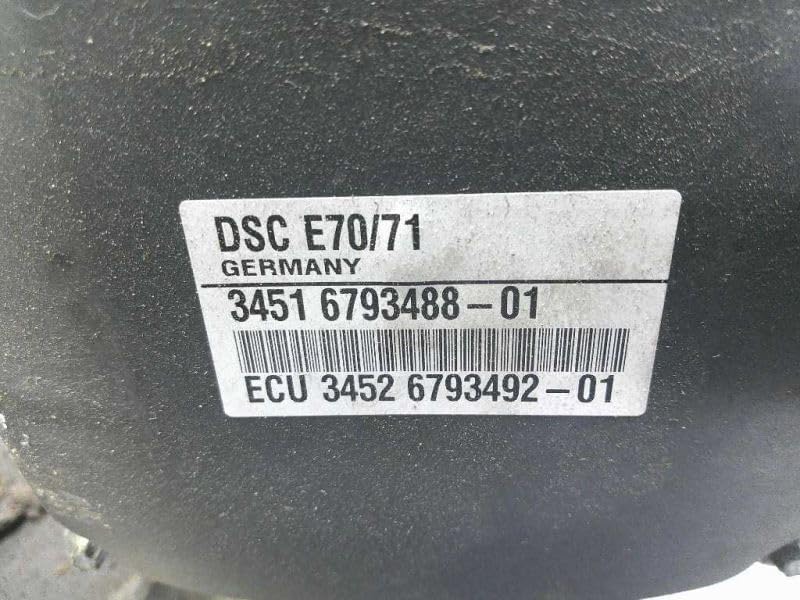 DSC E70/71
GERMANY
3451 6793488-01
ECU 3452 6793492-01